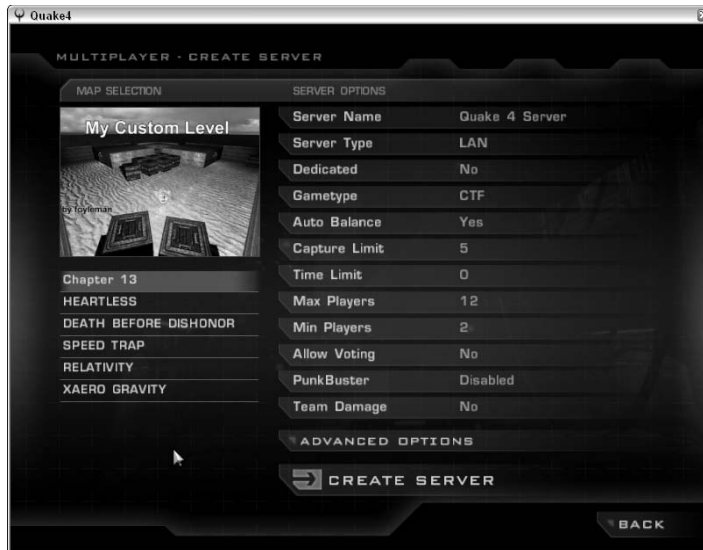 Quake4
MULTIPLAYER - CREATE SERVER
MAP SELECTION
My Custom Level
by foyleman
Chapter 13
HEARTLESS
DEATH BEFORE DISHONOR
SPEED TRAP
RELATIVITY
XAERO GRAVITY
SERVER OPTIONS
Server Name Quake 4 Server
Server Type LAN
Dedicated No
Gametype CTF
Auto Balance Yes
Capture Limit 5
Time Limit 0
Max Players 12
Min Players 2
Allow Voting No
PunkBuster Disabled
Team Damage No
ADVANCED OPTIONS
CREATE SERVER
BACK